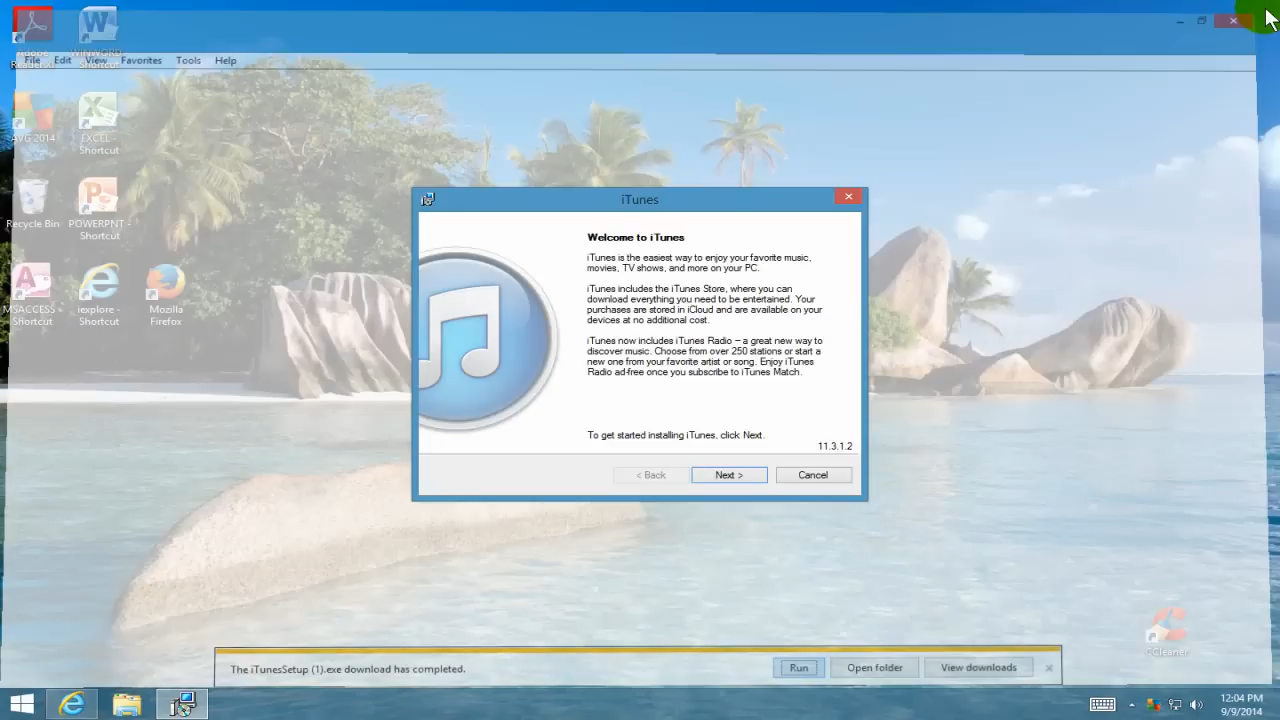 Adobe
Reader X
WINWORD -
Shortcut
File Edit View Favorites Tools Help
AVG 2014
EXCEL -
Shortcut
Recycle Bin
POWERPNT -
Shortcut
MSACCESS -
Shortcut
iexplore -
Shortcut
Mozilla
Firefox
iTunes
Welcome to iTunes
iTunes is the easiest way to enjoy your favorite music,
movies, TV shows, and more on your PC.
iTunes includes the iTunes Store, where you can
download everything you need to be entertained. Your
purchases are stored in iCloud and are available on your
devices at no additional cost.
iTunes now includes iTunes Radio – a great new way to
discover music. Choose from over 250 stations or start a
new one from your favorite artist or song. Enjoy iTunes
Radio ad-free once you subscribe to iTunes Match.
To get started installing iTunes, click Next.
11.3.1.2
< Back Next > Cancel
CCleaner
The iTunesSetup (1).exe download has completed. Run Open folder View downloads
12:04 PM
9/9/2014